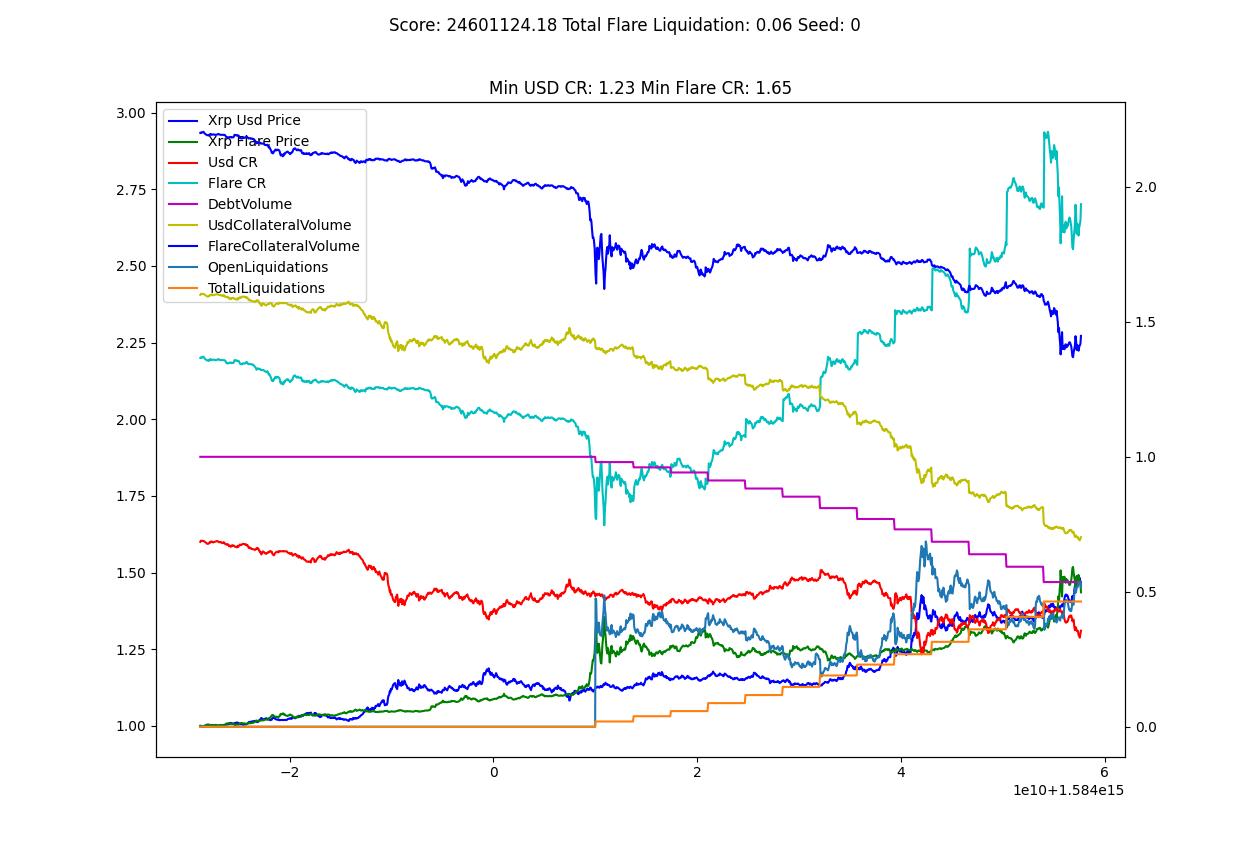 Score: 24601124.18 Total Flare Liquidation: 0.06 Seed: 0
Min USD CR: 1.23 Min Flare CR: 1.65
Xrp Usd Price
Xrp Flare Price
Usd CR
Flare CR
DebtVolume
UsdCollateralVolume
FlareCollateralVolume
OpenLiquidations
TotalLiquidations
3.00
2.75
2.50
2.25
2.00
1.75
1.50
1.25
1.00
2.0
1.5
1.0
0.5
0.0
−2 0 2 4 6
1e10+1.584e15